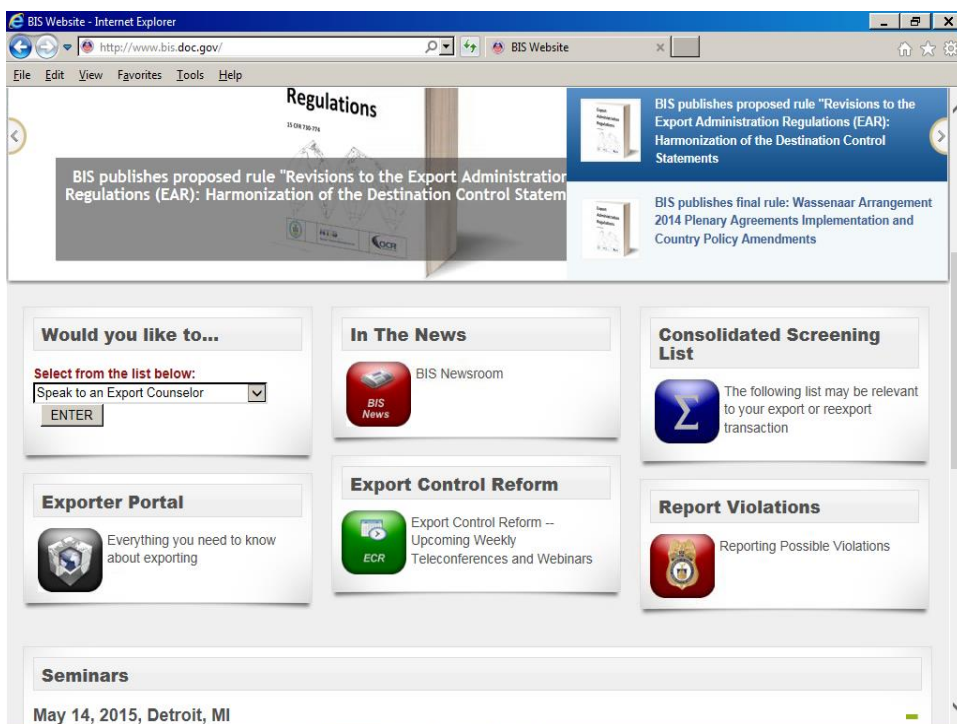 BIS Website - Internet Explorer
http://www.bis.doc.gov/
BIS Website
File Edit View Favorites Tools Help
Regulations
15 CFR 730-774
BIS publishes proposed rule "Revisions to the Export Administration
Regulations (EAR): Harmonization of the Destination Control Statem
OCR
BIS publishes proposed rule "Revisions to the
Export Administration Regulations (EAR):
Harmonization of the Destination Control
Statements
BIS publishes final rule: Wassenaar Arrangement
2014 Plenary Agreements Implementation and
Country Policy Amendments
Would you like to...
Select from the list below:
Speak to an Export Counselor
ENTER
In The News
BIS
News
BIS Newsroom
Consolidated Screening
List
Σ
The following list may be relevant
to your export or reexport
transaction
Exporter Portal
Everything you need to know
about exporting
Export Control Reform
ECR
Export Control Reform --
Upcoming Weekly
Teleconferences and Webinars
Report Violations
Reporting Possible Violations
Seminars
May 14, 2015, Detroit, MI